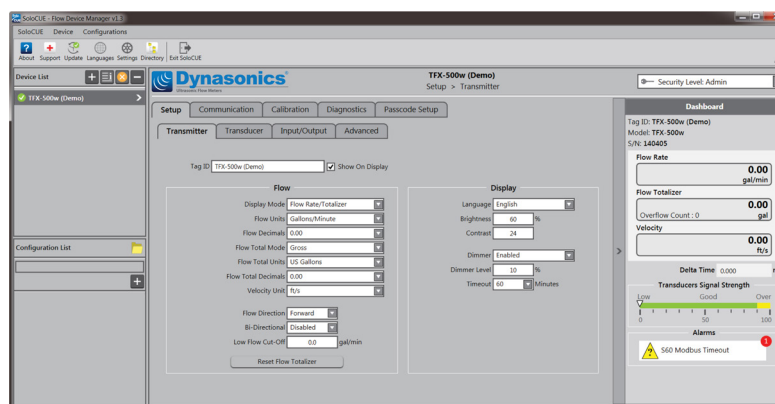 SoloCUE - Flow Device Manager v1.3
SoloCUE Device Configurations
About Support Update Language Settings Directory Exit SoloCUE
Device List
TFX-500w (Demo)
Configuration List
Dynasonics®
Ultrasonic Flow Meters
TFX-500w (Demo)
Setup > Transmitter
Security Level: Admin
Setup Communication Calibration Diagnostics Passcode Setup
Transmitter Transducer Input/Output Advanced
Tag ID TFX-500w (Demo) Show On Display
Flow
Display Mode Flow Rate/Totalizer
Flow Units Gallons/Minute
Flow Decimals 0.00
Flow Total Mode Gross
Flow Total Units US Gallons
Flow Total Decimals 0.00
Velocity Unit ft/s
Flow Direction Forward
Bi-Directional Disabled
Low Flow Cut-Off 0.0 gal/min
Reset Flow Totalizer
Display
Language English
Brightness 60 %
Contrast 24
Dimmer Enabled
Dimmer Level 10 %
Timeout 60 Minutes
Dashboard
Tag ID: TFX-500w (Demo)
Model: TFX-500w
S/N: 140405
Flow Rate
0.00
gal/min
Flow Totalizer
0.00
Overflow Count : 0 gal
Velocity
0.00
ft/s
Delta Time 0.000
Transducers Signal Strength
Low Good Over
0 50 100
Alarms
1
560 Modbus Timeout